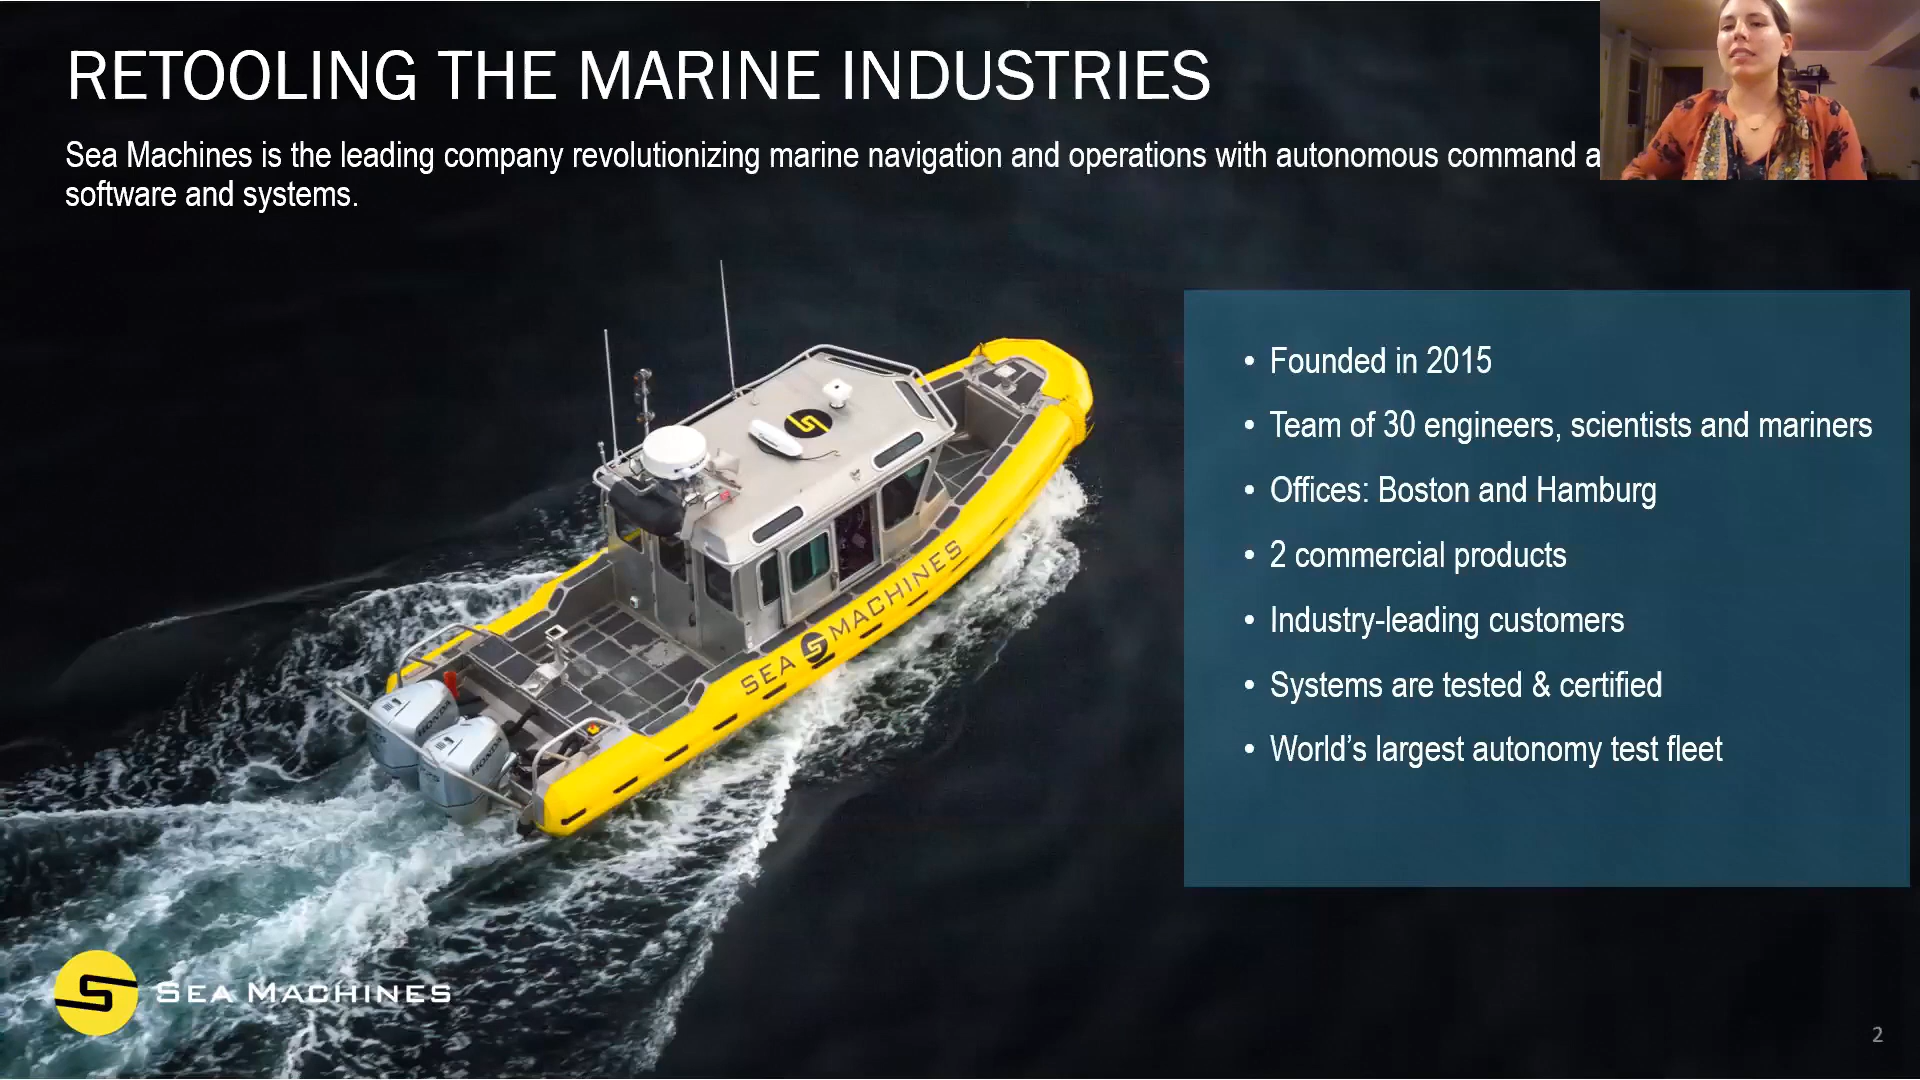 RETOOLING THE MARINE INDUSTRIES
Sea Machines is the leading company revolutionizing marine navigation and operations with autonomous command a
software and systems.
• Founded in 2015
• Team of 30 engineers, scientists and mariners
• Offices: Boston and Hamburg
• 2 commercial products
• Industry-leading customers
• Systems are tested & certified
• World's largest autonomy test fleet
SEA MACHINES
HONDA
HONDA
SEA MACHINES
2